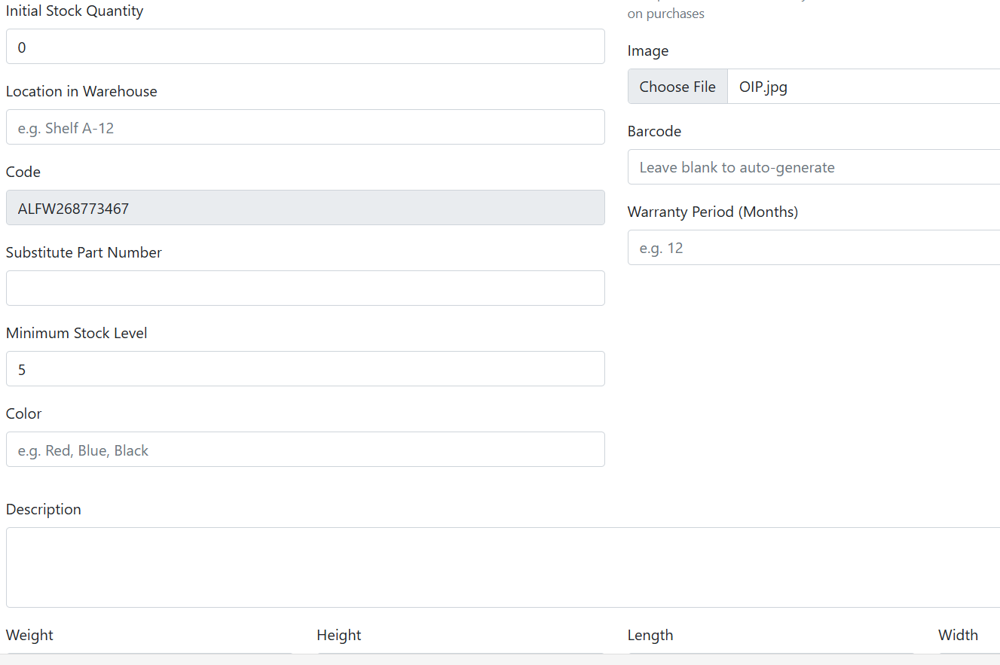 Initial Stock Quantity
0
Location in Warehouse
e.g. Shelf A-12
Code
ALFW268773467
Substitute Part Number
Minimum Stock Level
5
Color
e.g. Red, Blue, Black
on purchases
Image
Choose File OIP.jpg
Barcode
Leave blank to auto-generate
Warranty Period (Months)
e.g. 12
Description
Weight Height Length Width